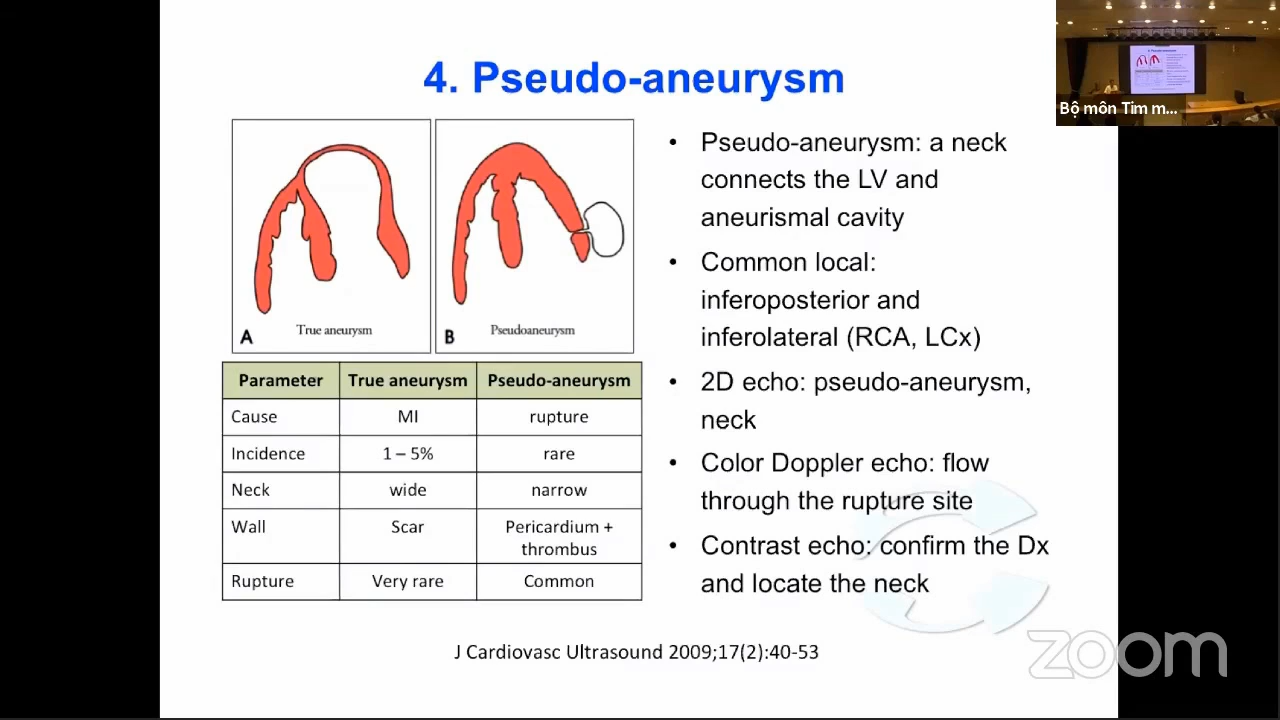 4. Pseudo-aneurysm
Bộ môn Tim m...
True aneurysm
A
Pseudoaneurysm
B
Parameter True aneurysm Pseudo-aneurysm
Cause MI rupture
Incidence 1 – 5% rare
Neck wide narrow
Wall Scar Pericardium +
thrombus
Rupture Very rare Common
• Pseudo-aneurysm: a neck
connects the LV and
aneurismal cavity
• Common local:
inferoposterior and
inferolateral (RCA, LCx)
• 2D echo: pseudo-aneurysm,
neck
• Color Doppler echo: flow
through the rupture site
• Contrast echo: confirm the Dx
and locate the neck
J Cardiovasc Ultrasound 2009;17(2):40-53
zoom